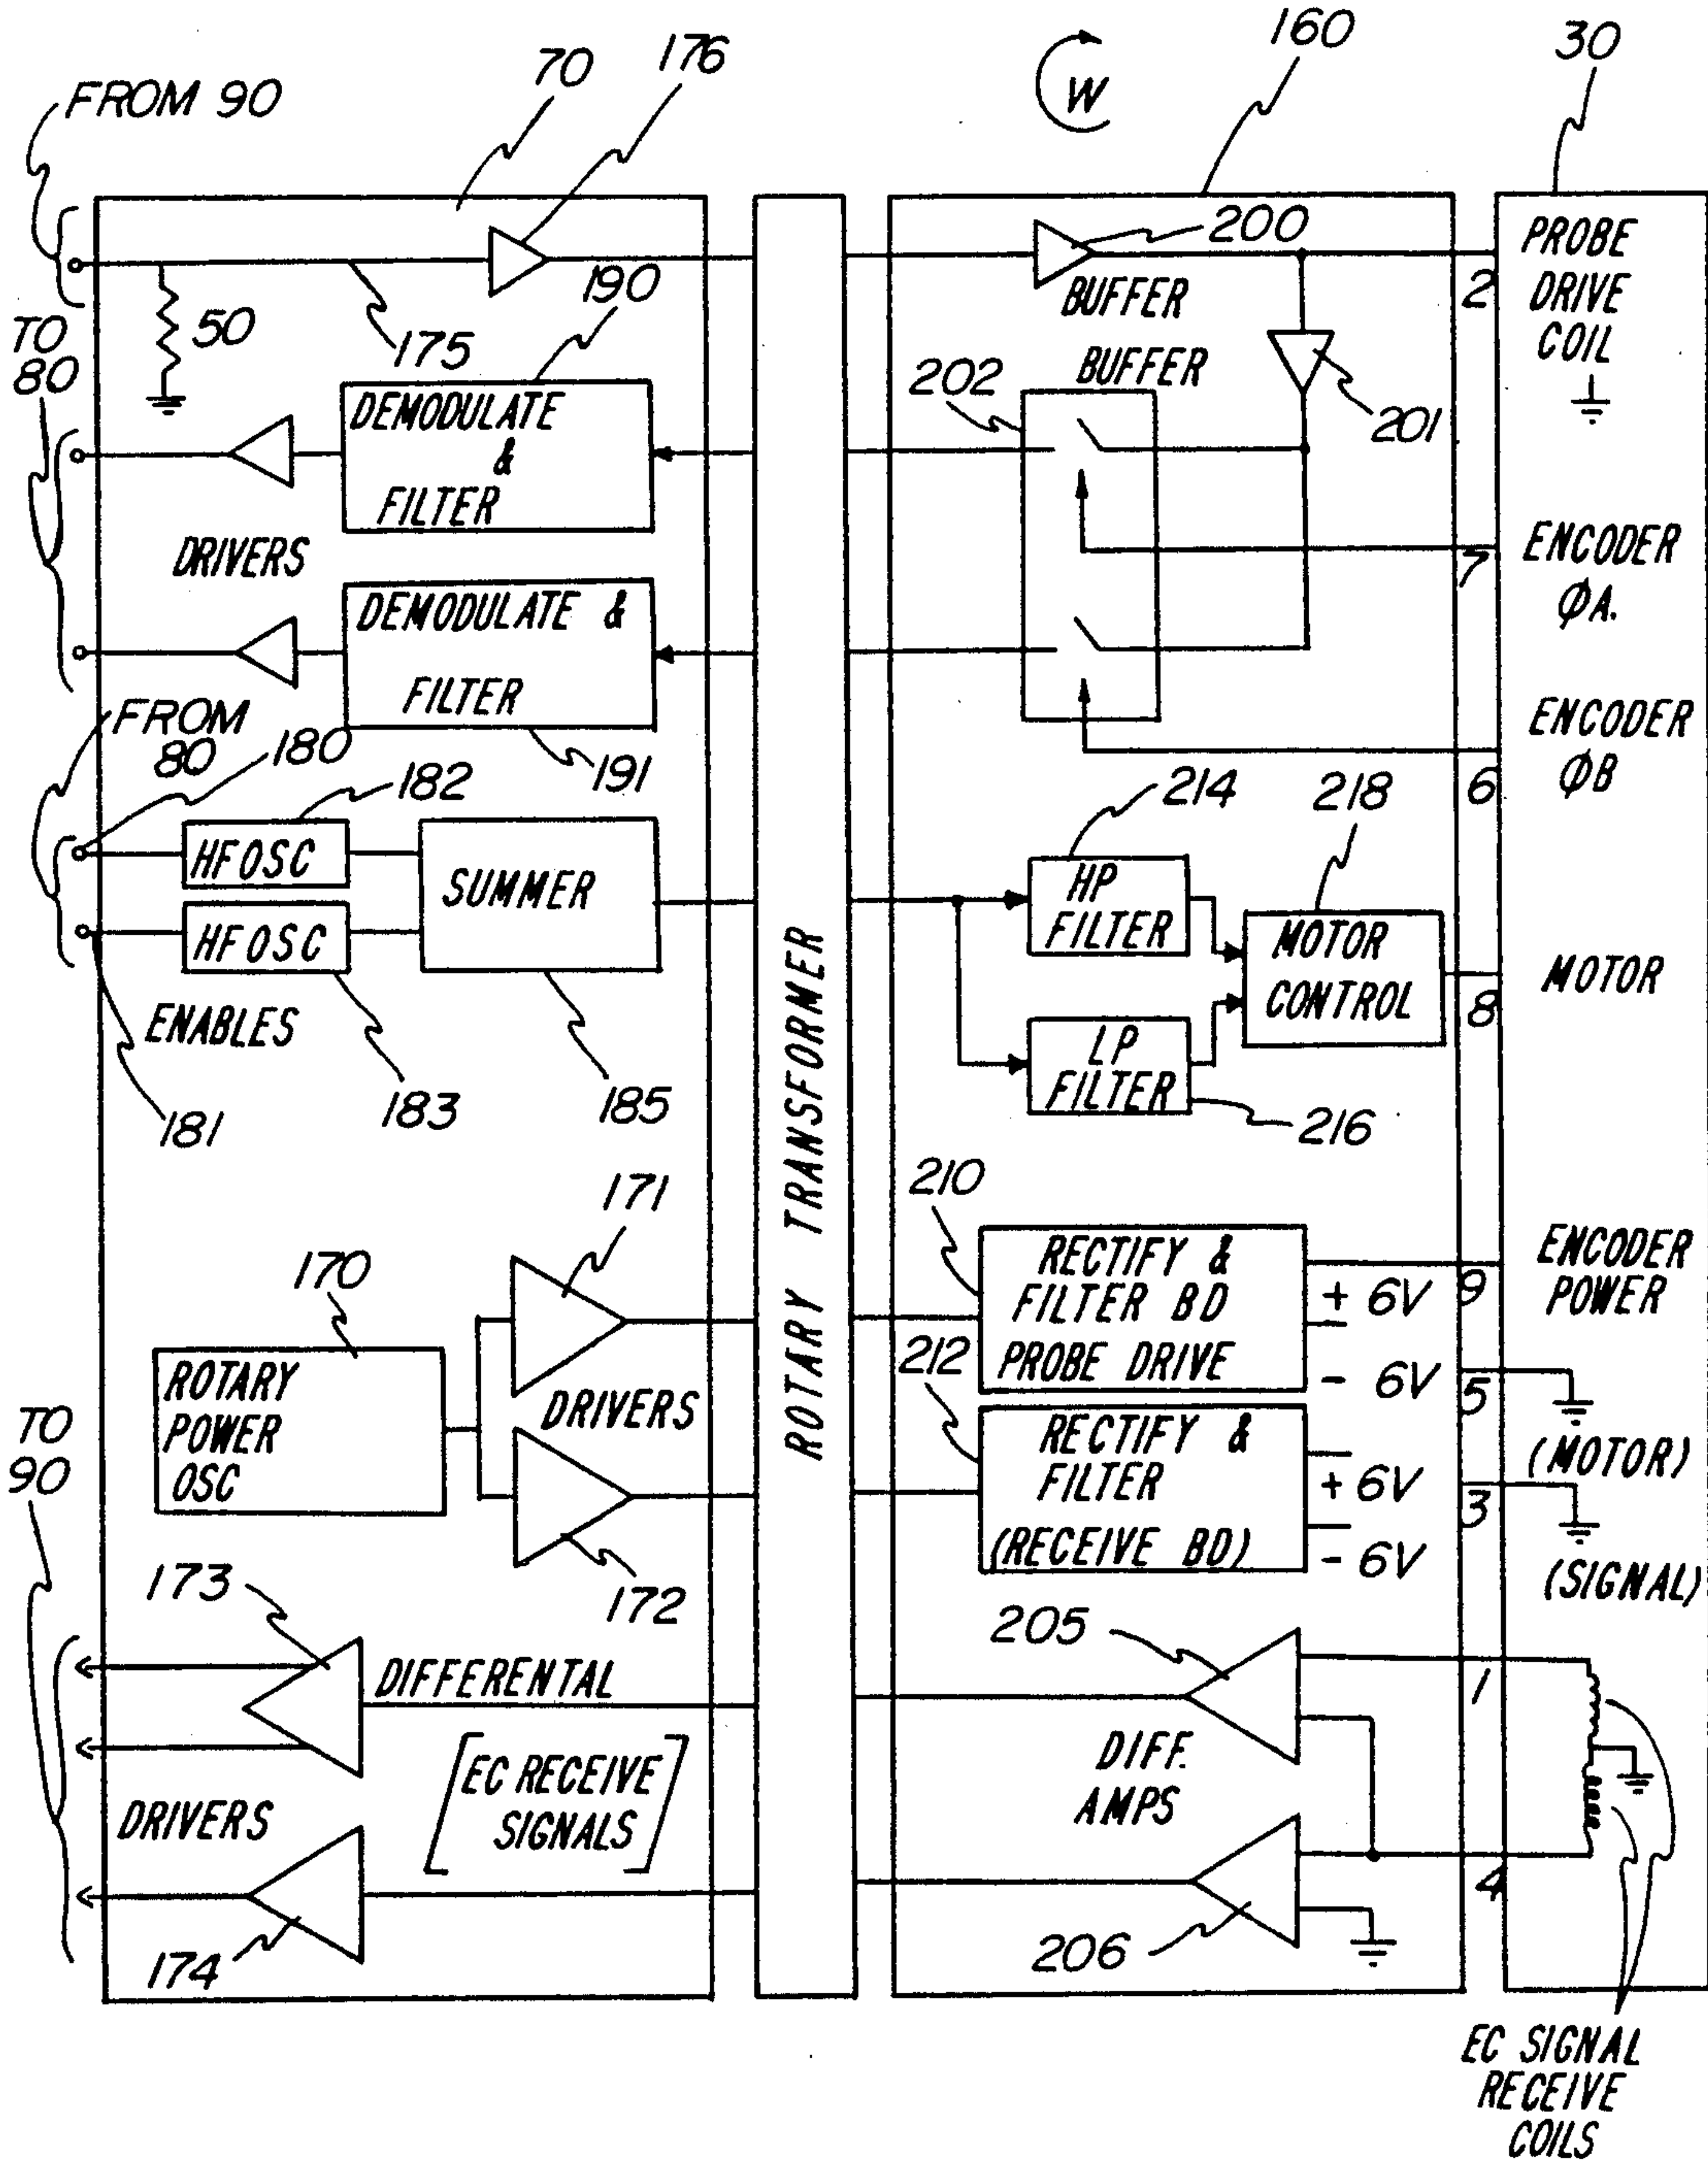 FROM 90
70
176
W
160
30
50
175
190
200
BUFFER
2
PROBE
DRIVE
COIL
TO
80
DEMODULATE
&
FILTER
202
BUFFER
201
DRIVERS
7
ENCODER
ΦA.
DEMODULATE &
FILTER
191
6
ENCODER
ΦB
FROM
80
180
182
HF OSC
HF OSC
SUMMER
ENABLES
181
183
185
214
HP
FILTER
218
MOTOR
CONTROL
8
MOTOR
LP
FILTER
216
ROTARY TRANSFORMER
170
ROTARY
POWER
OSC
171
DRIVERS
172
210
RECTIFY &
FILTER BD
PROBE DRIVE
+ 6V
- 6V
9
ENCODER
POWER
5
(MOTOR)
212
RECTIFY &
FILTER
(RECEIVE BD)
+ 6V
- 6V
3
(SIGNAL)
TO
90
173
DIFFERENTAL
DRIVERS
[EC RECEIVE
SIGNALS]
174
205
DIFF.
AMPS
206
1
4
EC SIGNAL
RECEIVE
COILS